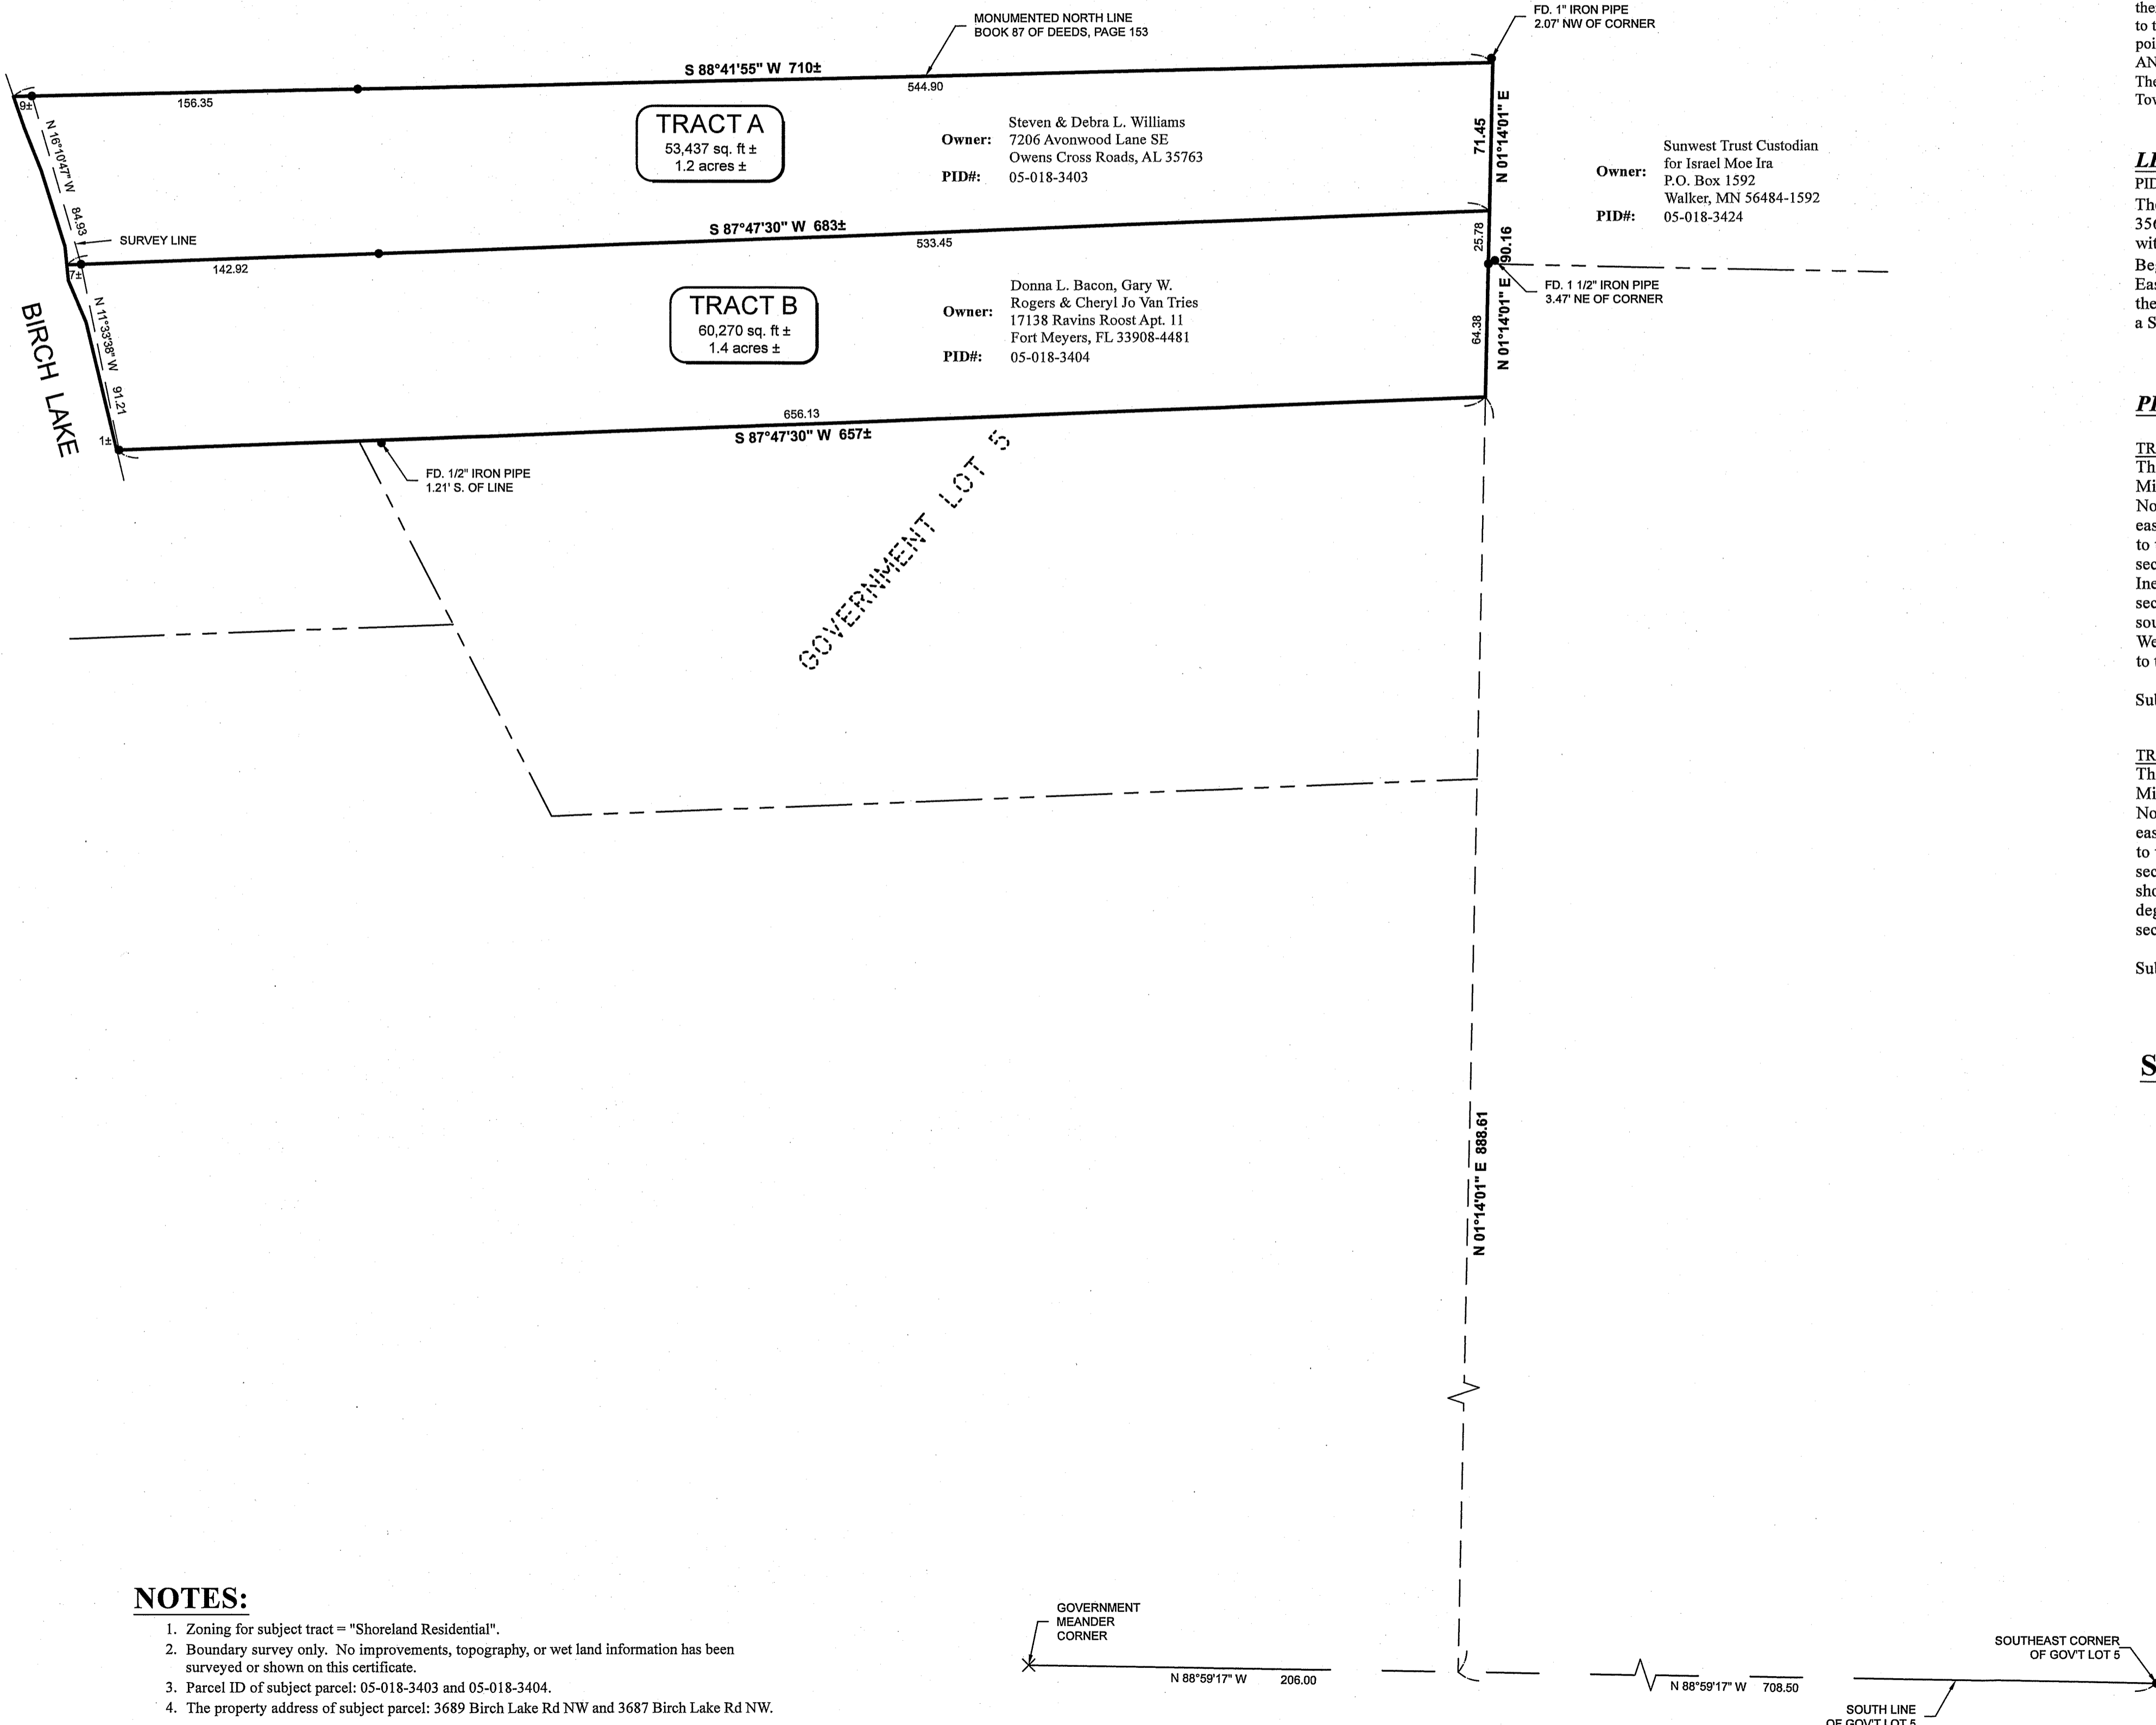 MONUMENTED NORTH LINE
BOOK 87 OF DEEDS, PAGE 153
FD. 1" IRON PIPE
2.07' NW OF CORNER
S 88°41'55" W 710±
9±
156.35
544.90
N 16°10'47" W 84.93
TRACT A
53,437 sq. ft ±
1.2 acres ±
Owner:
Steven & Debra L. Williams
7206 Avonwood Lane SE
Owens Cross Roads, AL 35763
PID#: 05-018-3403
71.45
N 01°14'01" E
Owner:
Sunwest Trust Custodian
for Israel Moe Ira
P.O. Box 1592
Walker, MN 56484-1592
PID#: 05-018-3424
SURVEY LINE
S 87°47'30" W 683±
7±
142.92
533.45
25.78
N 01°14'01" E 90.16
64.38
FD. 1 1/2" IRON PIPE
3.47' NE OF CORNER
N 11°33'38" W 91.21
BIRCH LAKE
TRACT B
60,270 sq. ft ±
1.4 acres ±
Owner:
Donna L. Bacon, Gary W.
Rogers & Cheryl Jo Van Tries
17138 Ravins Roost Apt. 11
Fort Meyers, FL 33908-4481
PID#: 05-018-3404
1±
656.13
S 87°47'30" W 657±
FD. 1/2" IRON PIPE
1.21' S. OF LINE
GOVERNMENT LOT 5
N 01°14'01" E 888.61
NOTES:
1. Zoning for subject tract = "Shoreland Residential".
2. Boundary survey only. No improvements, topography, or wet land information has been
surveyed or shown on this certificate.
3. Parcel ID of subject parcel: 05-018-3403 and 05-018-3404.
4. The property address of subject parcel: 3689 Birch Lake Rd NW and 3687 Birch Lake Rd NW.
GOVERNMENT
MEANDER
CORNER
N 88°59'17" W 206.00
N 88°59'17" W 708.50
SOUTHEAST CORNER
OF GOV'T LOT 5
SOUTH LINE
OF GOV'T LOT 5